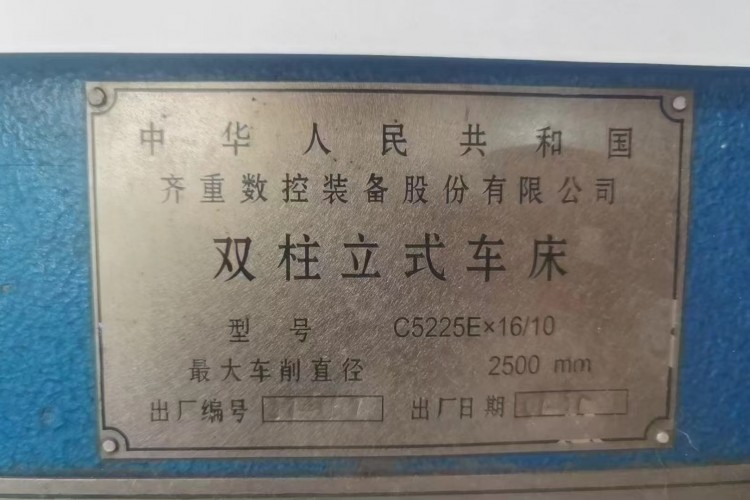 中华人民共和国
齐重数控装备股份有限公司
双柱立式车床
型号 C5225E×16/10
最大车削直径 2500 mm
出厂编号 出厂日期